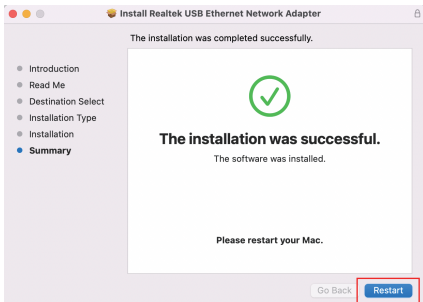 Install Realtek USB Ethernet Network Adapter
The installation was completed successfully.
Introduction
Read Me
Destination Select
Installation Type
Installation
Summary
The installation was successful.
The software was installed.
Please restart your Mac.
Go Back
Restart